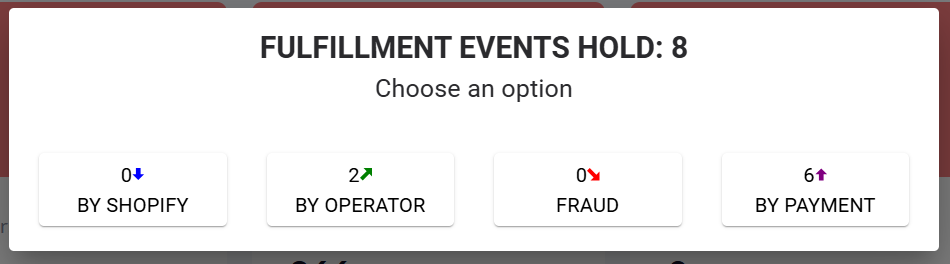 FULFILLMENT EVENTS HOLD: 8
Choose an option
0⬇ 2⬈ 0⬊ 6⬆
BY SHOPIFY BY OPERATOR FRAUD BY PAYMENT